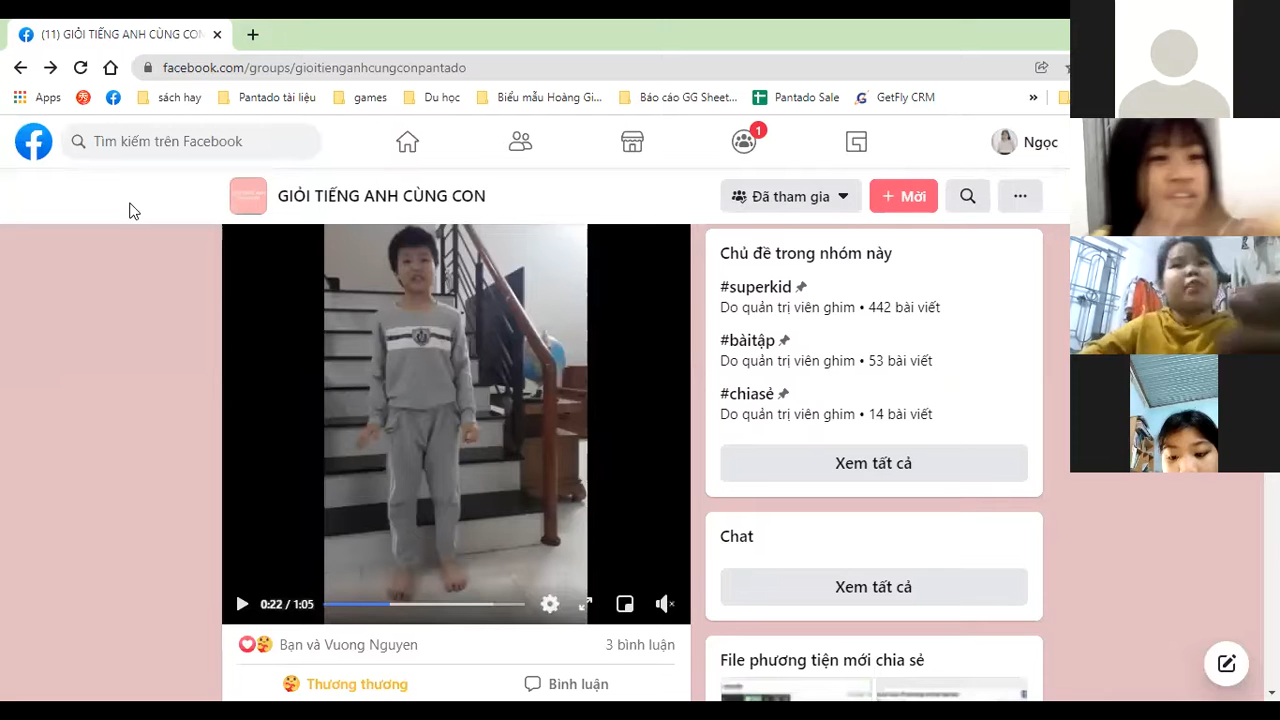 (11) GIỎI TIẾNG ANH CÙNG CON
facebook.com/groups/gioitienganhcungconpantado
Apps sách hay Pantado tài liệu games Du học Biểu mẫu Hoàng Gi... Báo cáo GG Sheet... Pantado Sale GetFly CRM »
Tìm kiếm trên Facebook
1
Ngọc
GIỎI TIẾNG ANH CÙNG CON
Đã tham gia
+ Mời
Chủ đề trong nhóm này
#superkid
Do quản trị viên ghim • 442 bài viết
#bàitập
Do quản trị viên ghim • 53 bài viết
#chiasẻ
Do quản trị viên ghim • 14 bài viết
Xem tất cả
Chat
Xem tất cả
0:22 / 1:05
Bạn và Vuong Nguyen
3 bình luận
Thương thương
Bình luận
File phương tiện mới chia sẻ